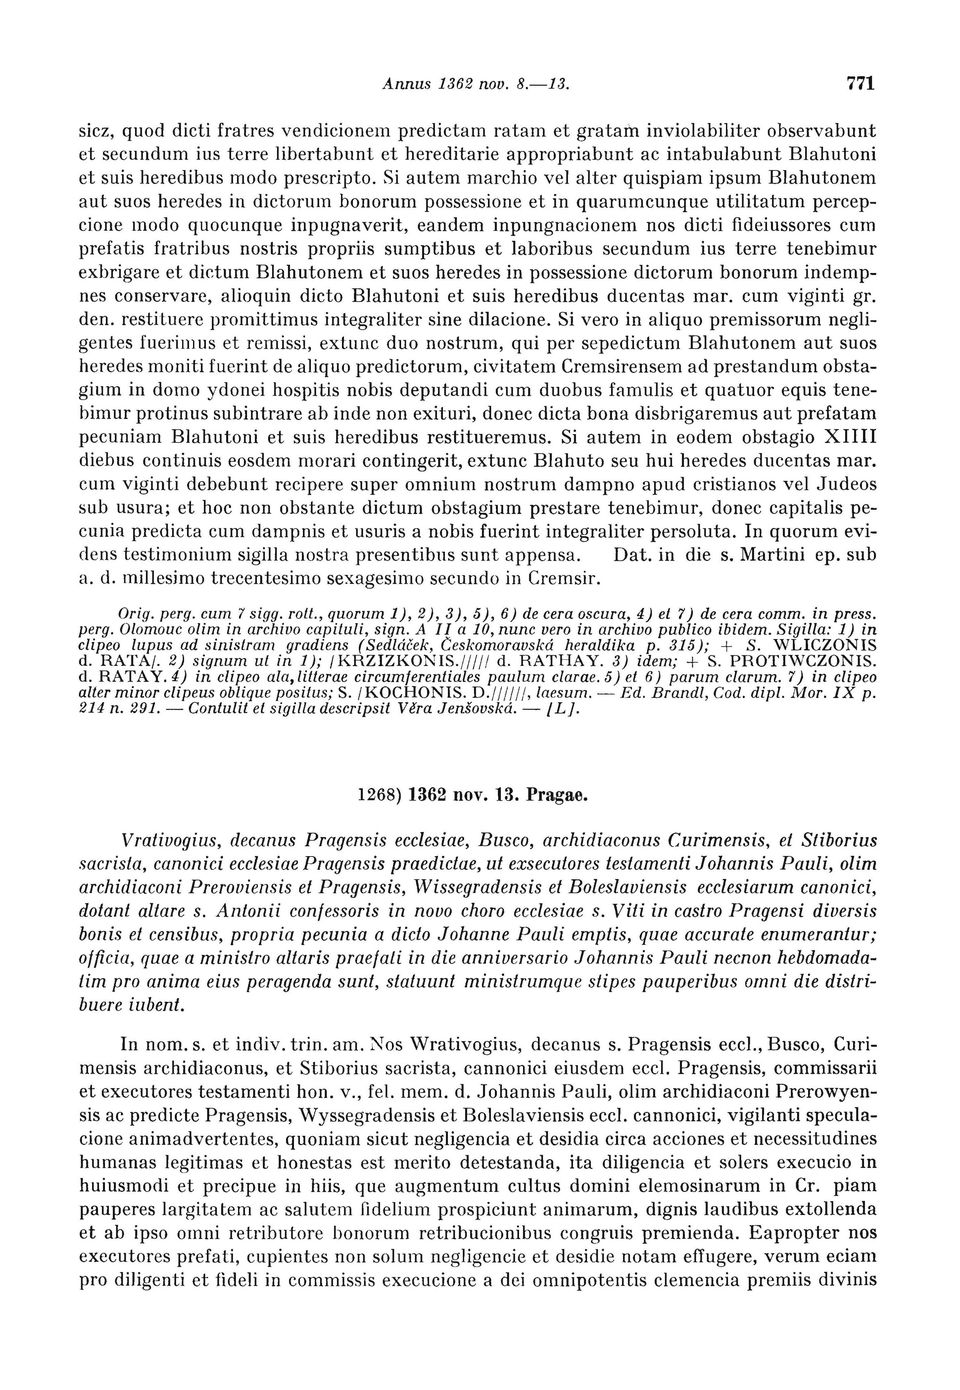 Annus 1362 nov. 8.—13. 771
sicz, quod dicti fratres vendicionem predictam ratam et gratam inviolabiliter observabunt
et secundum ius terre libertabunt et hereditarie appropriabunt ac intabulabunt Blahutoni
et suis heredibus modo prescripto. Si autem marchio vel alter quispiam ipsum Blahutonem
aut suos heredes in dictorum bonorum possessione et in quarumcunque utilitatum percep-
cione modo quocunque inpugnaverit, eandem inpungnacionem nos dicti fideiussores cum
prefatis fratribus nostris propriis sumptibus et laboribus secundum ius terre tenebimur
exbrigare et dictum Blahutonem et suos heredes in possessione dictorum bonorum indemp-
nes conservare, alioquin dicto Blahutoni et suis heredibus ducentas mar. cum viginti gr.
den. restituere promittimus integraliter sine dilacione. Si vero in aliquo premissorum negli-
gentes fuerimus et remissi, extunc duo nostrum, qui per sepedictum Blahutonem aut suos
heredes moniti fuerint de aliquo predictorum, civitatem Cremsirensem ad prestandum obsta-
gium in domo ydonei hospitis nobis deputandi cum duobus famulis et quatuor equis tene-
bimur protinus subintrare ab inde non exituri, donec dicta bona disbrigaremus aut prefatam
pecuniam Blahutoni et suis heredibus restitueremus. Si autem in eodem obstagio XIIII
diebus continuis eosdem morari contingerit, extunc Blahuto seu hui heredes ducentas mar.
cum viginti debebunt recipere super omnium nostrum dampno apud cristianos vel Judeos
sub usura; et hoc non obstante dictum obstagium prestare tenebimur, donec capitalis pe-
cunia predicta cum dampnis et usuris a nobis fuerint integraliter persoluta. In quorum evi-
dens testimonium sigilla nostra presentibus sunt appensa. Dat. in die s. Martini ep. sub
a. d. millesimo trecentesimo sexagesimo secundo in Cremsir.
Orig. perg. cum 7 sigg. rott., quorum 1), 2), 3), 5), 6) de cera oscura, 4) et 7) de cera comm. in press.
perg. Olomouc olim in archivo capituli, sign. A II a 10, nunc vero in archivo publico ibidem. Sigilla: 1) in
clipeo lupus ad sinistram gradiens (Sedláček, Českomoravská heraldika p. 315); + S. WLICZONIS
d. RATA/. 2) signum ut in 1); /KRZIZKONIS.///// d. RATHAY. 3) idem; + S. PROTIWCZONIS.
d. RATAY. 4) in clipeo ala, litterae circumferentiales paulum clarae. 5) et 6) parum clarum. 7) in clipeo
alter minor clipeus oblique positus; S. /KOCHONIS. D.//////, laesum. — Ed. Brandl, Cod. dipl. Mor. IX p.
214 n. 291. — Contulit et sigilla descripsit Věra Jenšovská. — [L].
1268) 1362 nov. 13. Pragae.
Vrativogius, decanus Pragensis ecclesiae, Busco, archidiaconus Curimensis, et Stiborius
sacrista, canonici ecclesiae Pragensis praedictae, ut exsecutores testamenti Johannis Pauli, olim
archidiaconi Preroviensis et Pragensis, Wissegradensis et Boleslaviensis ecclesiarum canonici,
dotant altare s. Antonii confessoris in novo choro ecclesiae s. Viti in castro Pragensi diversis
bonis et censibus, propria pecunia a dicto Johanne Pauli emptis, quae accurate enumerantur;
officia, quae a ministro altaris praefati in die anniversario Johannis Pauli necnon hebdomada-
tim pro anima eius peragenda sunt, statuunt ministrumque stipes pauperibus omni die distri-
buere iubent.
In nom. s. et indiv. trin. am. Nos Wrativogius, decanus s. Pragensis eccl., Busco, Curi-
mensis archidiaconus, et Stiborius sacrista, cannonici eiusdem eccl. Pragensis, commissarii
et executores testamenti hon. v., fel. mem. d. Johannis Pauli, olim archidiaconi Prerowyen-
sis ac predicte Pragensis, Wyssegradensis et Boleslaviensis eccl. cannonici, vigilanti specula-
cione animadvertentes, quoniam sicut negligencia et desidia circa acciones et necessitudines
humanas legitimas et honestas est merito detestanda, ita diligencia et solers execucio in
huiusmodi et precipue in hiis, que augmentum cultus domini elemosinarum in Cr. piam
pauperes largitatem ac salutem fidelium prospiciunt animarum, dignis laudibus extollenda
et ab ipso omni retributore bonorum retribucionibus congruis premienda. Eapropter nos
executores prefati, cupientes non solum negligencie et desidie notam effugere, verum eciam
pro diligenti et fideli in commissis execucione a dei omnipotentis clemencia premiis divinis